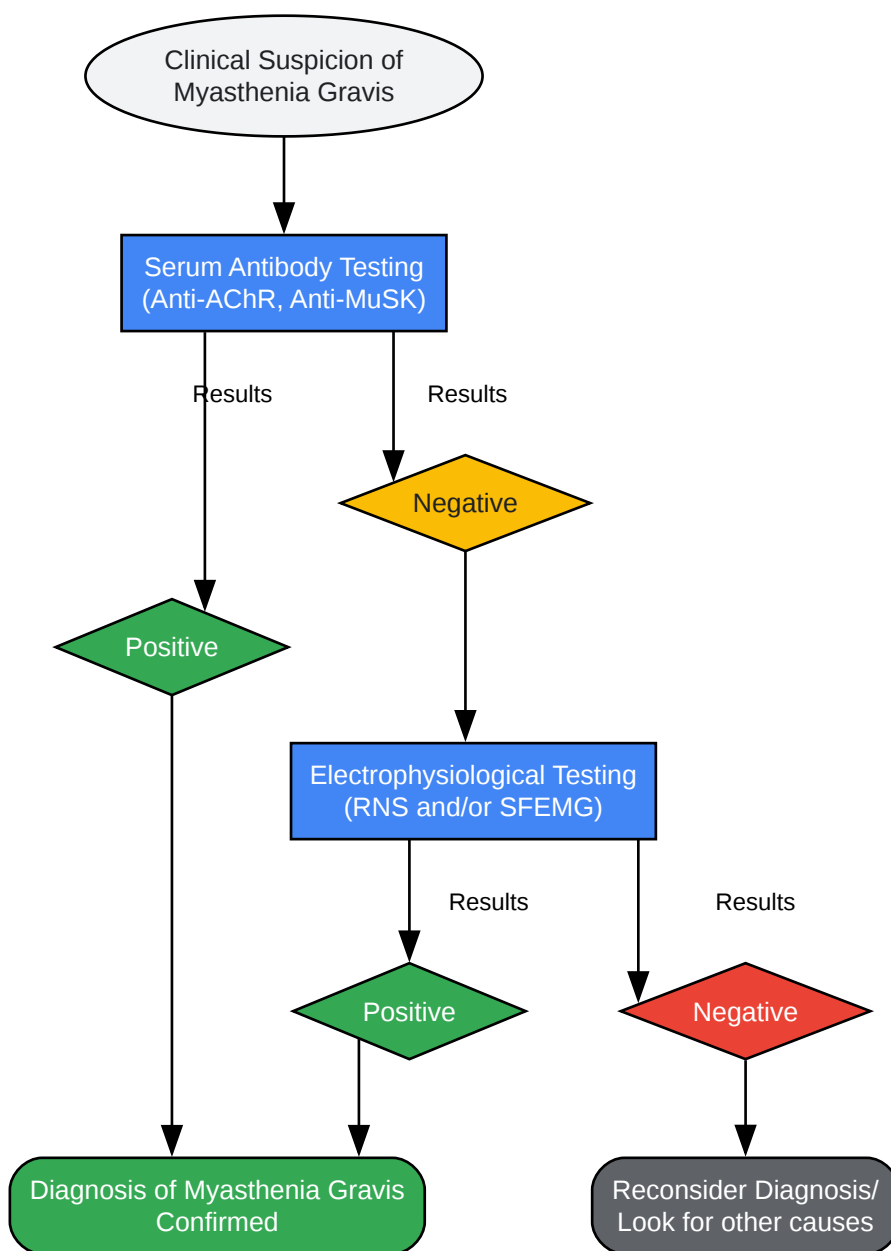 Clinical Suspicion of
Myasthenia Gravis
Serum Antibody Testing
(Anti-AChR, Anti-MuSK)
Results
Results
Negative
Positive
Electrophysiological Testing
(RNS and/or SFEMG)
Results
Results
Positive
Negative
Diagnosis of Myasthenia Gravis
Confirmed
Reconsider Diagnosis/
Look for other causes